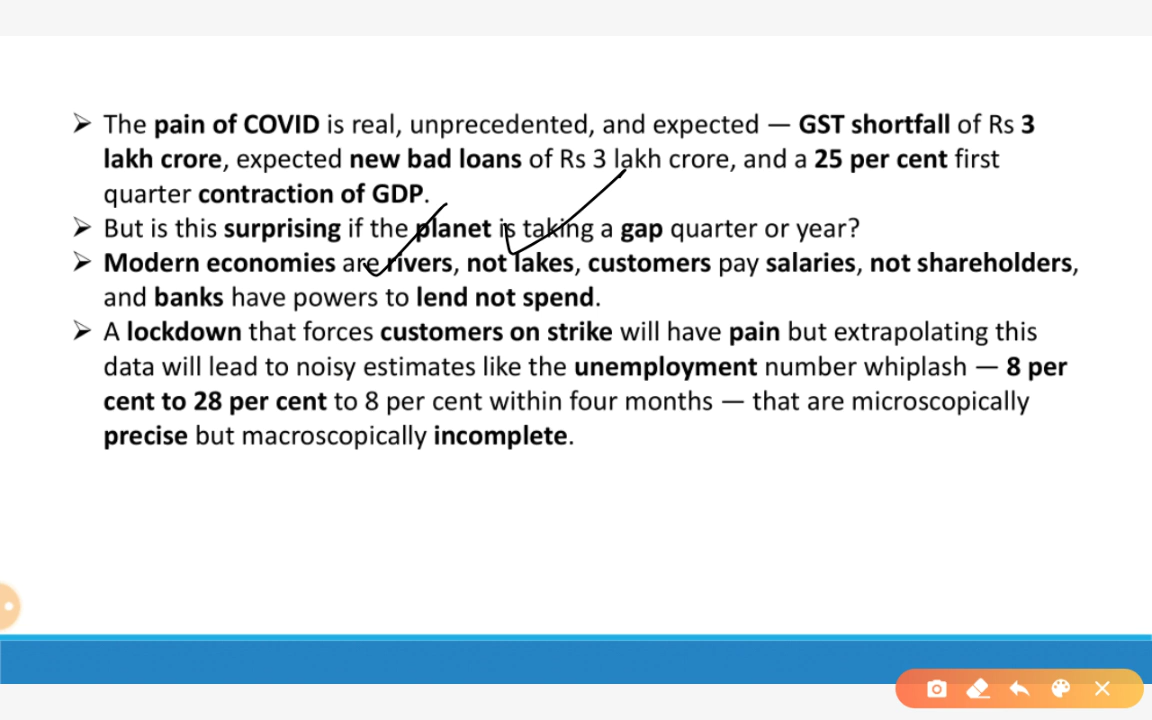 ➢ The pain of COVID is real, unprecedented, and expected — GST shortfall of Rs 3
lakh crore, expected new bad loans of Rs 3 lakh crore, and a 25 per cent first
quarter contraction of GDP.
➢ But is this surprising if the planet is taking a gap quarter or year?
➢ Modern economies are rivers, not lakes, customers pay salaries, not shareholders,
and banks have powers to lend not spend.
➢ A lockdown that forces customers on strike will have pain but extrapolating this
data will lead to noisy estimates like the unemployment number whiplash — 8 per
cent to 28 per cent to 8 per cent within four months — that are microscopically
precise but macroscopically incomplete.